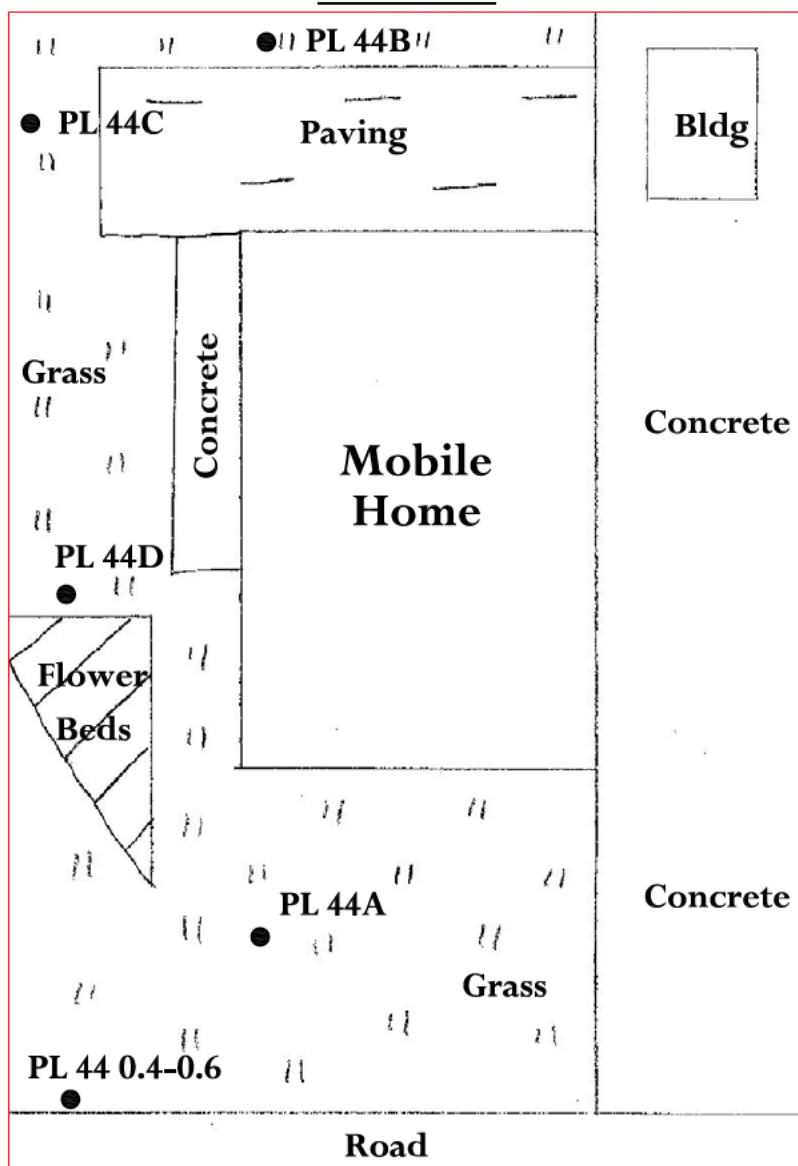 PL 44B
PL 44C
Paving
Bldg
Grass
Concrete
Mobile
Home
Concrete
PL 44D
Flower
Beds
PL 44A
Concrete
Grass
PL 44 0.4-0.6
Road